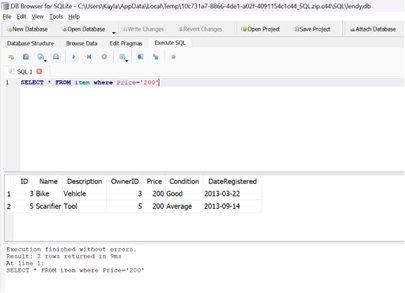 DB Browser for SQLite - C:\Users\Kayla\AppData\Local\Temp\10c731a7-8866-4de1-a02f-4091154c1c44_SQL.zip.c44\SQL\lendy.db
File Edit View Tools Help
New Database Open Database Write Changes Revert Changes Open Project Save Project Attach Database
Database Structure Browse Data Edit Pragmas Execute SQL
SQL 1
1 SELECT * FROM item where Price='200'
ID Name Description OwnerID Price Condition DateRegistered
1 3 Bike Vehicle 3 200 Good 2013-03-22
2 5 Scarifier Tool 5 200 Average 2013-09-14
Execution finished without errors.
Result: 2 rows returned in 9ms
At line 1:
SELECT * FROM item where Price='200'